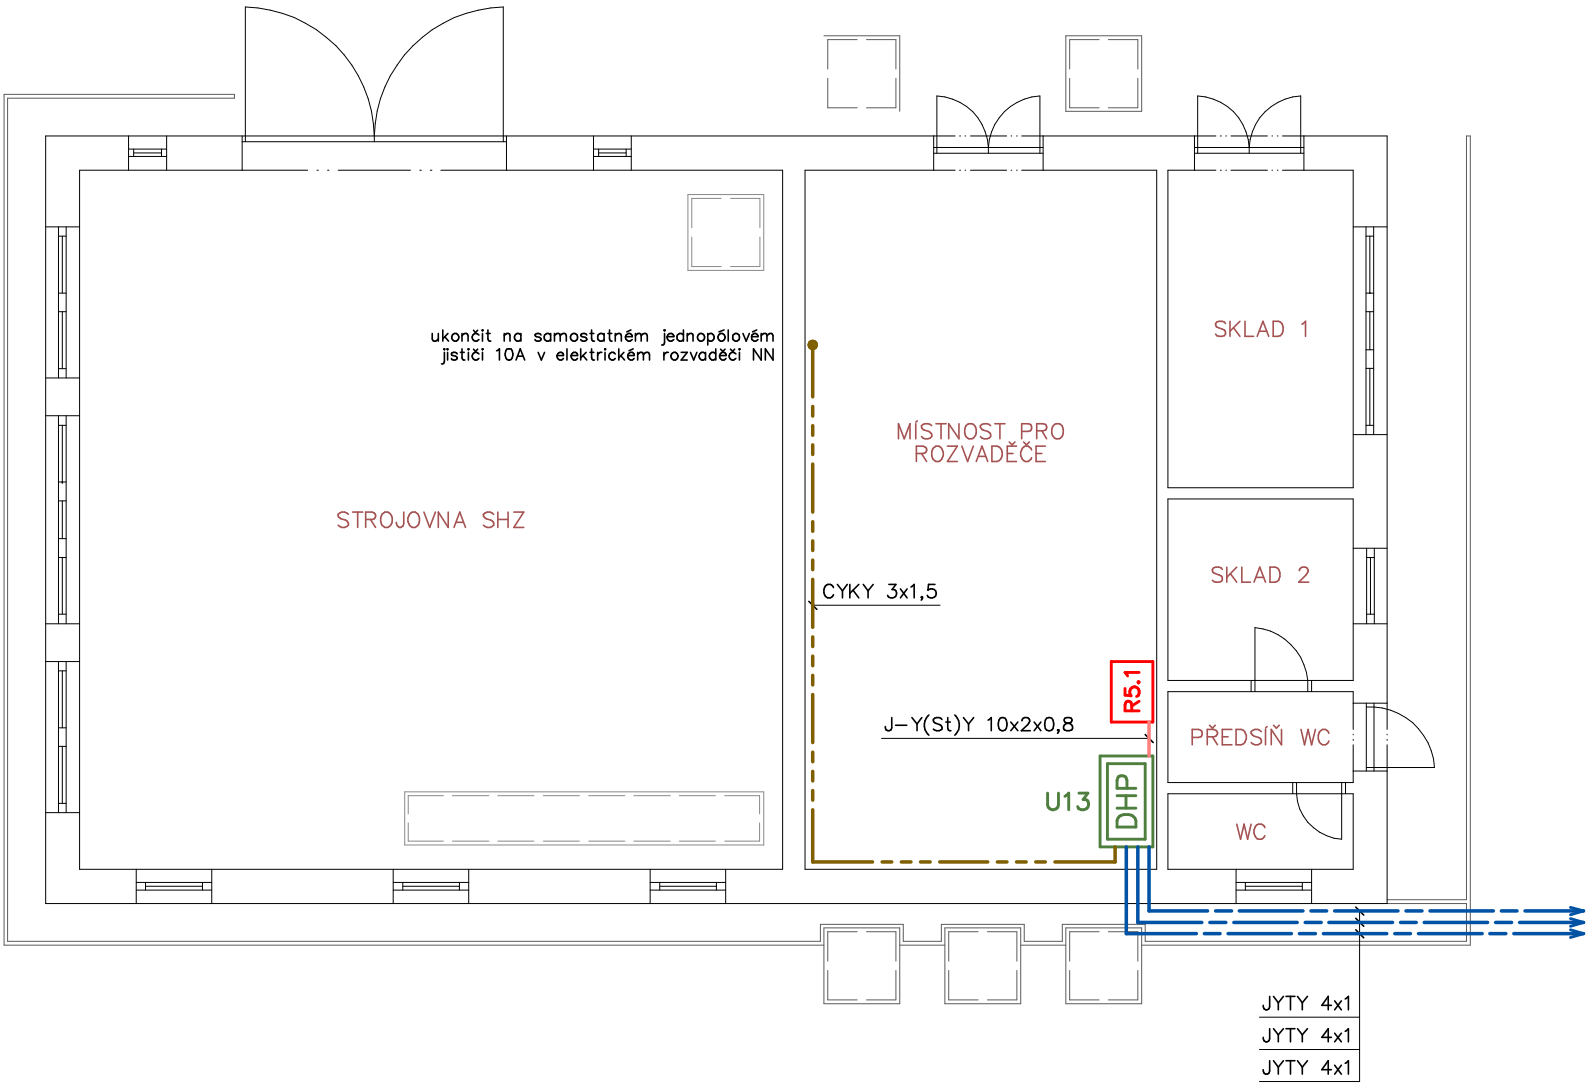 ukončit na samostatném jednopólovém
jističi 10A v elektrickém rozvaděči NN
SKLAD 1
MÍSTNOST PRO
ROZVADĚČE
STROJOVNA SHZ
SKLAD 2
CYKY 3x1,5
R5.1
J-Y(St)Y 10x2x0,8
PŘEDSÍŇ WC
U13
DHP
WC
JYTY 4x1
JYTY 4x1
JYTY 4x1